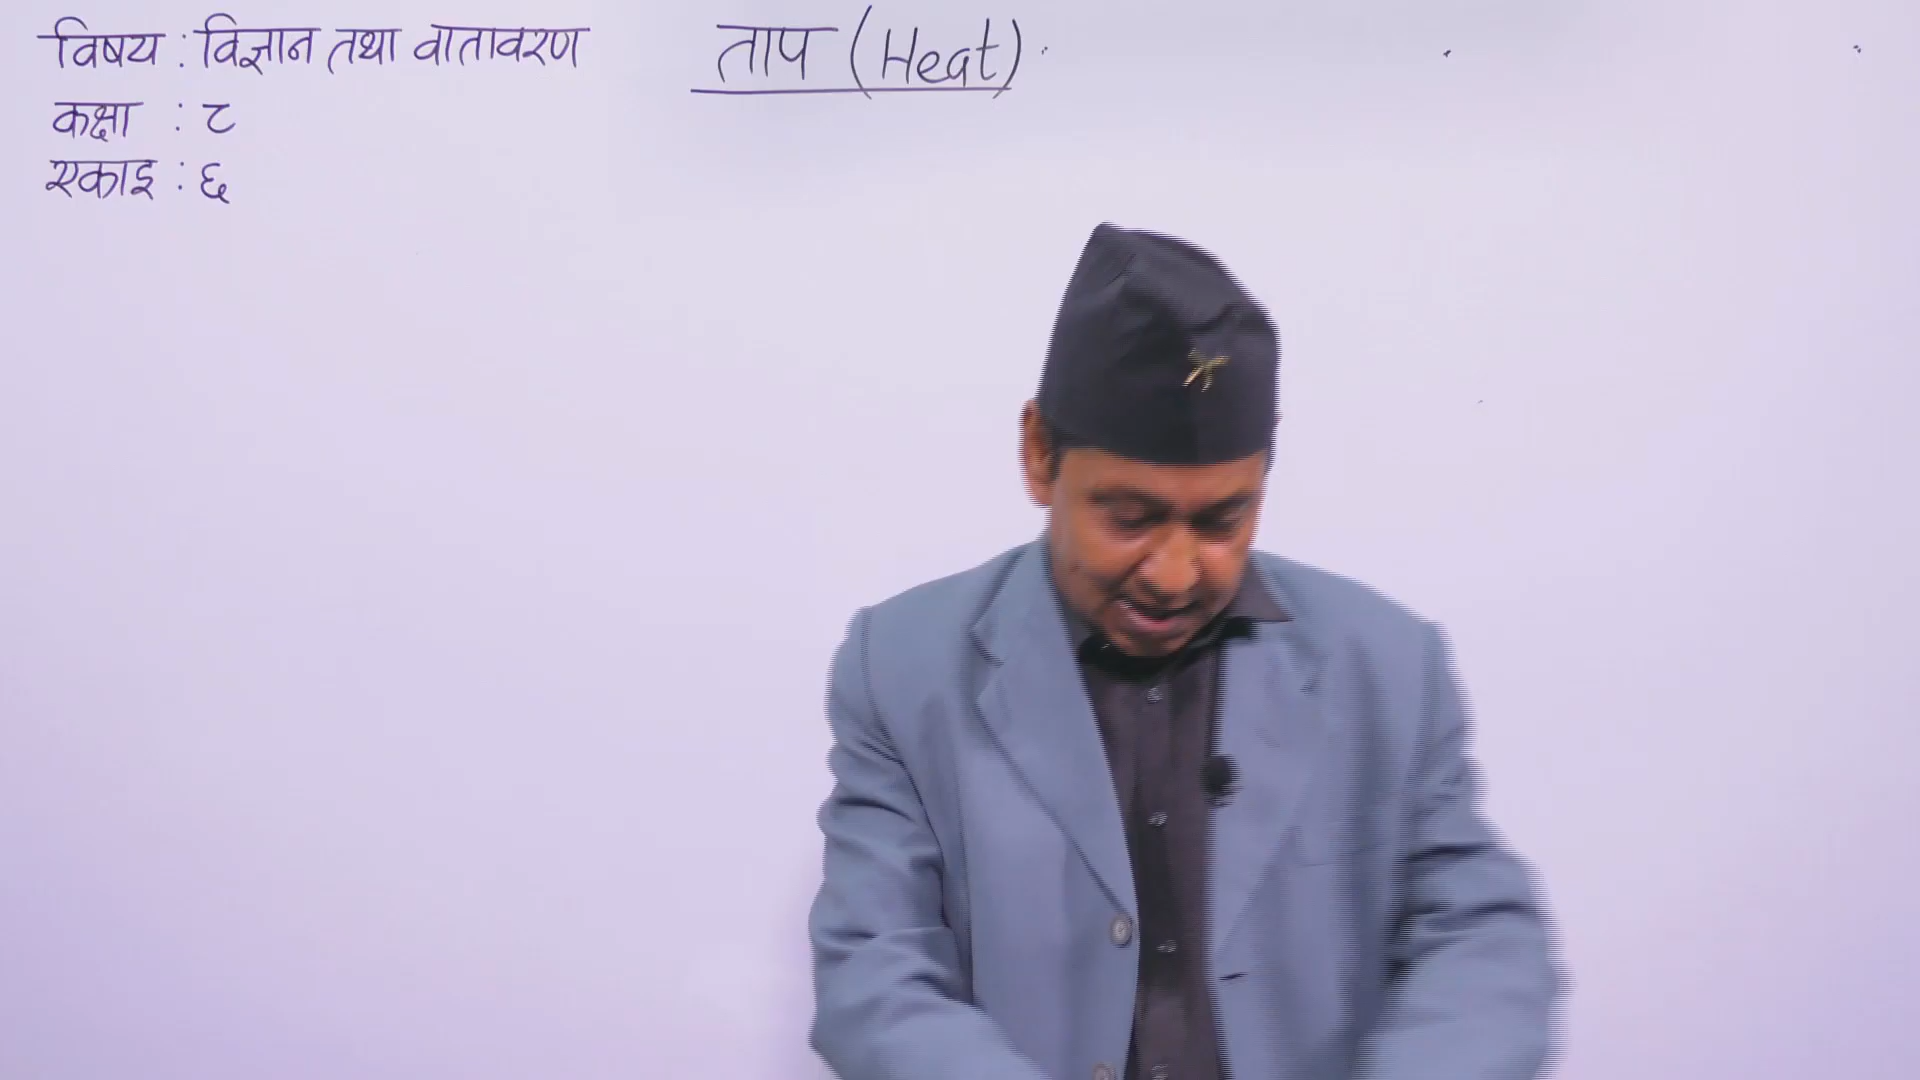 विषय : विज्ञान तथा वातावरण
ताप (Heat)
कक्षा : ८
एकाइ : ६